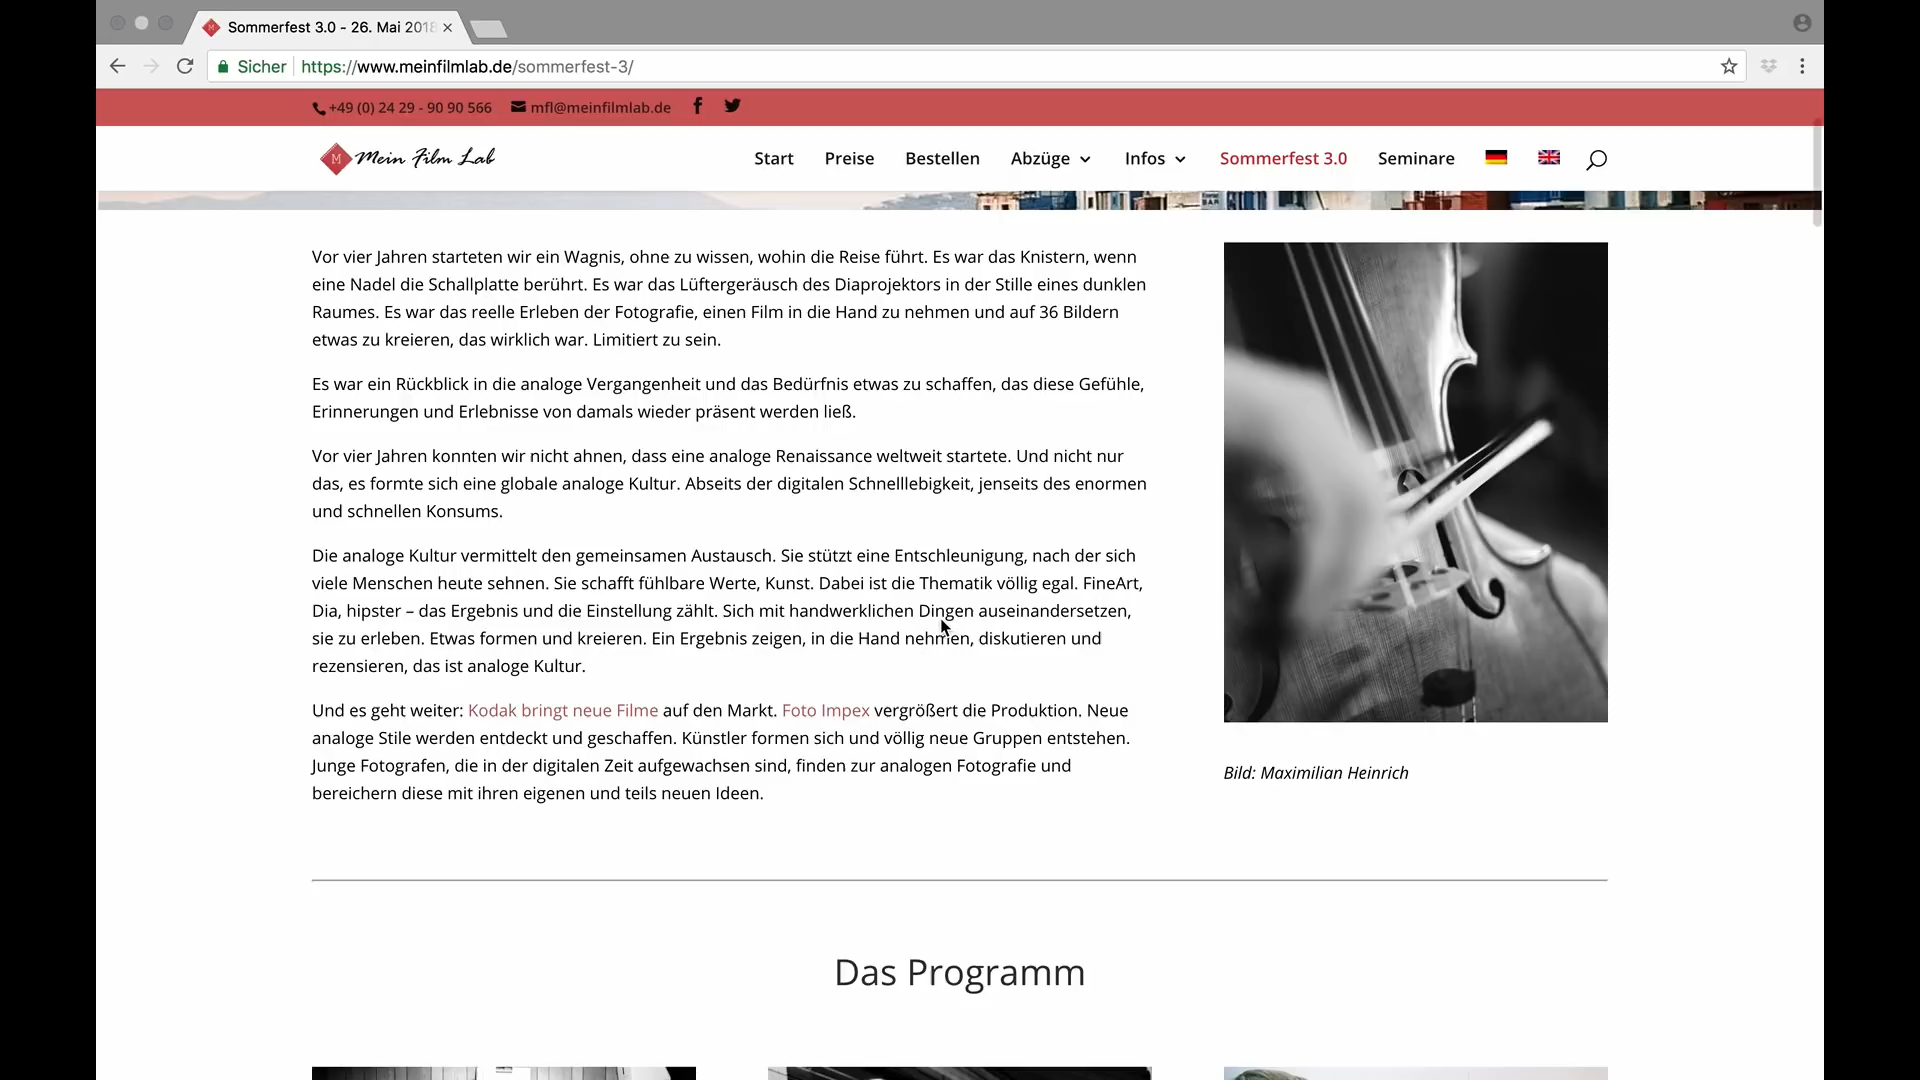 Sommerfest 3.0 - 26. Mai 2018
Sicher https://www.meinfilmlab.de/sommerfest-3/
+49 (0) 24 29 - 90 90 566 mfl@meinfilmlab.de
M Mein Film Lab Start Preise Bestellen Abzüge Infos Sommerfest 3.0 Seminare
Vor vier Jahren starteten wir ein Wagnis, ohne zu wissen, wohin die Reise führt. Es war das Knistern, wenn
eine Nadel die Schallplatte berührt. Es war das Lüftergeräusch des Diaprojektors in der Stille eines dunklen
Raumes. Es war das reelle Erleben der Fotografie, einen Film in die Hand zu nehmen und auf 36 Bildern
etwas zu kreieren, das wirklich war. Limitiert zu sein.
Es war ein Rückblick in die analoge Vergangenheit und das Bedürfnis etwas zu schaffen, das diese Gefühle,
Erinnerungen und Erlebnisse von damals wieder präsent werden ließ.
Vor vier Jahren konnten wir nicht ahnen, dass eine analoge Renaissance weltweit startete. Und nicht nur
das, es formte sich eine globale analoge Kultur. Abseits der digitalen Schnelllebigkeit, jenseits des enormen
und schnellen Konsums.
Die analoge Kultur vermittelt den gemeinsamen Austausch. Sie stützt eine Entschleunigung, nach der sich
viele Menschen heute sehnen. Sie schafft fühlbare Werte, Kunst. Dabei ist die Thematik völlig egal. FineArt,
Dia, hipster – das Ergebnis und die Einstellung zählt. Sich mit handwerklichen Dingen auseinandersetzen,
sie zu erleben. Etwas formen und kreieren. Ein Ergebnis zeigen, in die Hand nehmen, diskutieren und
rezensieren, das ist analoge Kultur.
Und es geht weiter: Kodak bringt neue Filme auf den Markt. Foto Impex vergrößert die Produktion. Neue
analoge Stile werden entdeckt und geschaffen. Künstler formen sich und völlig neue Gruppen entstehen.
Junge Fotografen, die in der digitalen Zeit aufgewachsen sind, finden zur analogen Fotografie und
bereichern diese mit ihren eigenen und teils neuen Ideen.
Bild: Maximilian Heinrich
Das Programm